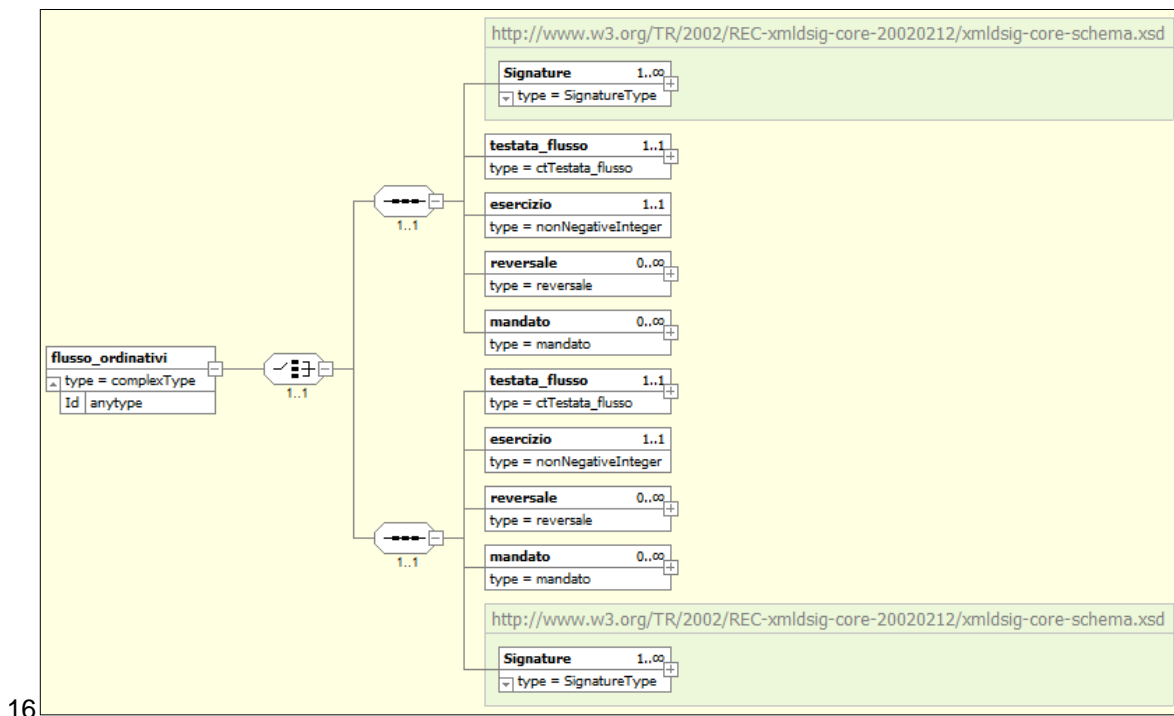 http://www.w3.org/TR/2002/REC-xmldsig-core-20020212/xmldsig-core-schema.xsd
Signature 1..∞
type = SignatureType
testata_flusso 1..1
type = ctTestata_flusso
esercizio 1..1
type = nonNegativeInteger
1..1
reversale 0..∞
type = reversale
mandato 0..∞
type = mandato
flusso_ordinativi
type = complexType
Id anytype
1..1
testata_flusso 1..1
type = ctTestata_flusso
esercizio 1..1
type = nonNegativeInteger
reversale 0..∞
type = reversale
1..1
mandato 0..∞
type = mandato
http://www.w3.org/TR/2002/REC-xmldsig-core-20020212/xmldsig-core-schema.xsd
Signature 1..∞
type = SignatureType
16